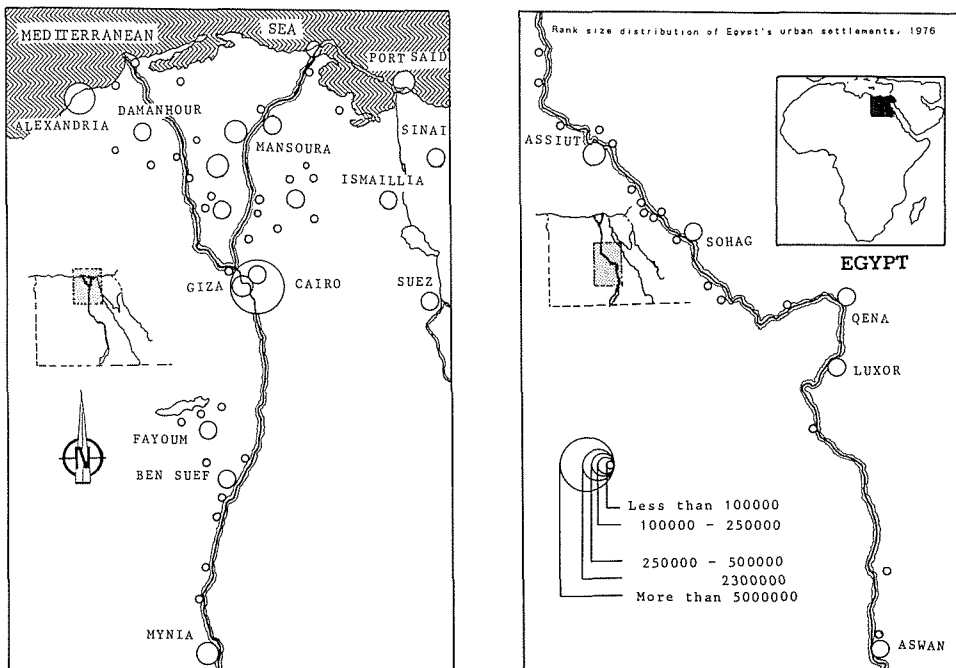 MEDITERRANEAN
SEA
PORT SAID
DAMANHOUR
ALEXANDRIA
MANSOURA
SINAI
ISMAILLIA
GIZA
CAIRO
SUEZ
FAYOUM
N
BEN SUEF
MYNIA
Rank size distribution of Egypt's urban settlements, 1976
ASSIUT
SOHAG
EGYPT
QENA
LUXOR
Less than 100000
100000 - 250000
250000 - 500000
2300000
More than 5000000
ASWAN